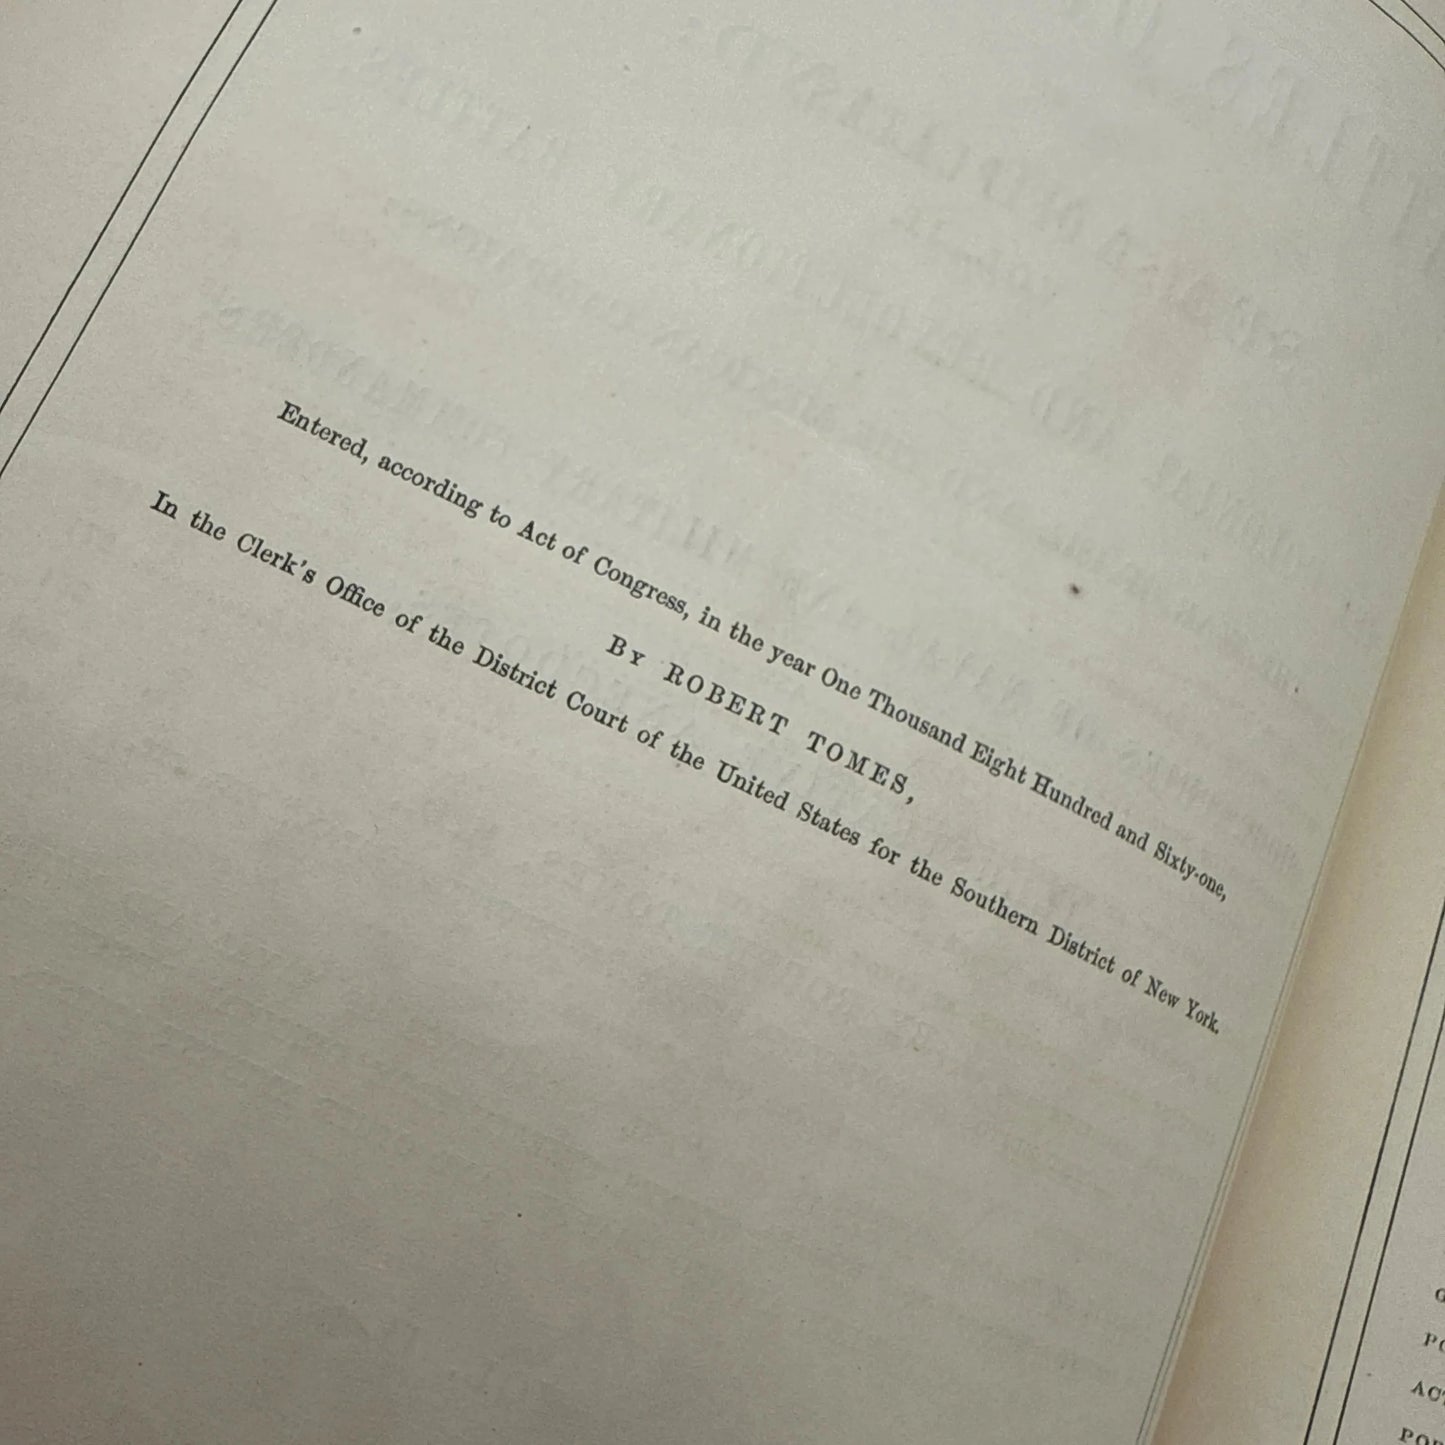 Entered, according to Act of Congress, in the year One Thousand Eight Hundred and Sixty-one,
By ROBERT TOMES,
In the Clerk's Office of the District Court of the United States for the Southern District of New York.